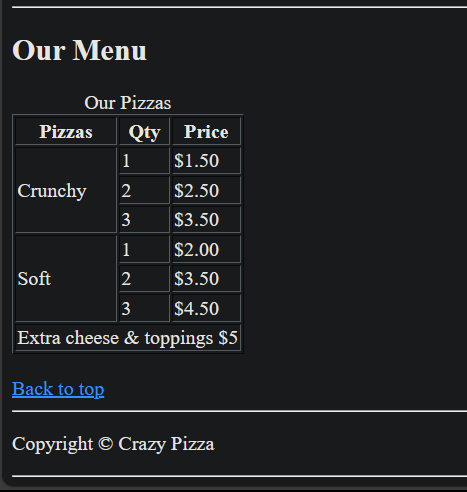 Our Menu
Our Pizzas
Pizzas Qty Price
Crunchy 1 $1.50
2 $2.50
3 $3.50
Soft 1 $2.00
2 $3.50
3 $4.50
Extra cheese & toppings $5
Back to top
Copyright © Crazy Pizza